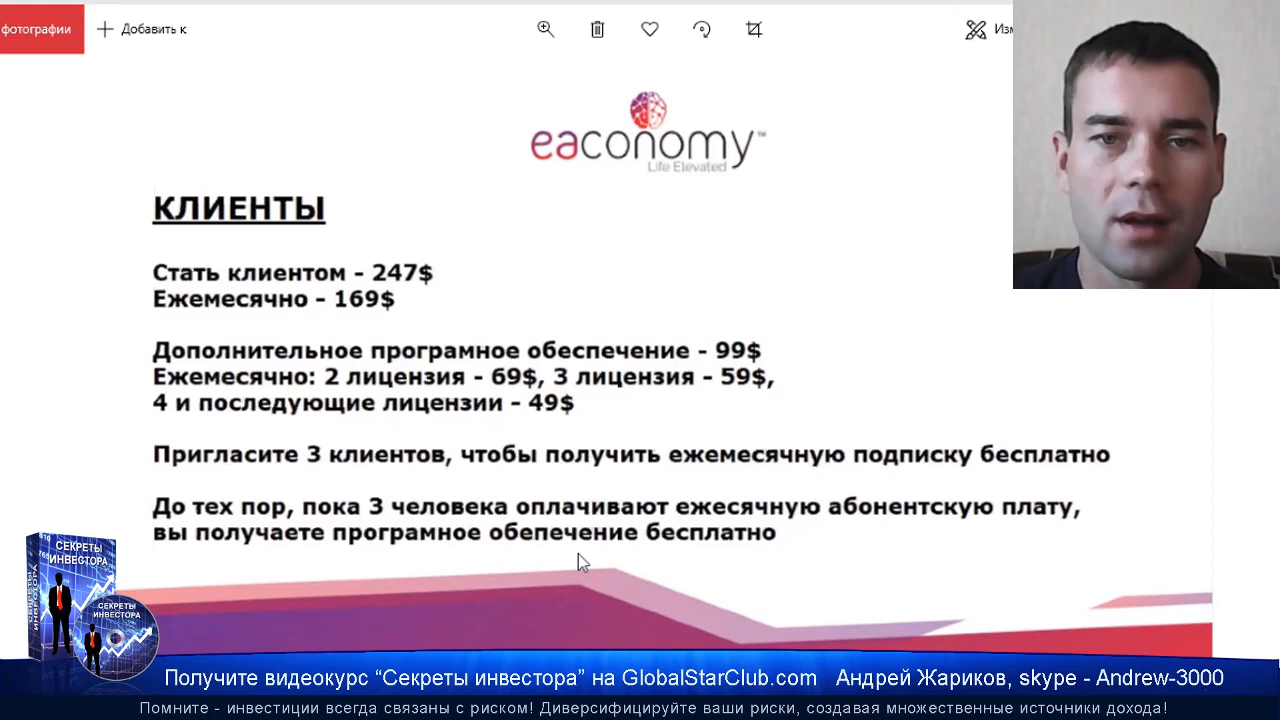 фотографии
Добавить к
Изм
eaconomy™
Life Elevated
КЛИЕНТЫ
Стать клиентом - 247$
Ежемесячно - 169$
Дополнительное програмное обеспечение - 99$
Ежемесячно: 2 лицензия - 69$, 3 лицензия - 59$,
4 и последующие лицензии - 49$
Пригласите 3 клиентов, чтобы получить ежемесячную подписку бесплатно
До тех пор, пока 3 человека оплачивают ежесячную абонентскую плату,
вы получаете програмное обепечение бесплатно
СЕКРЕТЫ
ИНВЕСТОРА
СЕКРЕТЫ
ИНВЕСТОРА
Получите видеокурс “Секреты инвестора” на GlobalStarClub.com Андрей Жариков, skype - Andrew-3000
Помните - инвестиции всегда связаны с риском! Диверсифицируйте ваши риски, создавая множественные источники дохода!